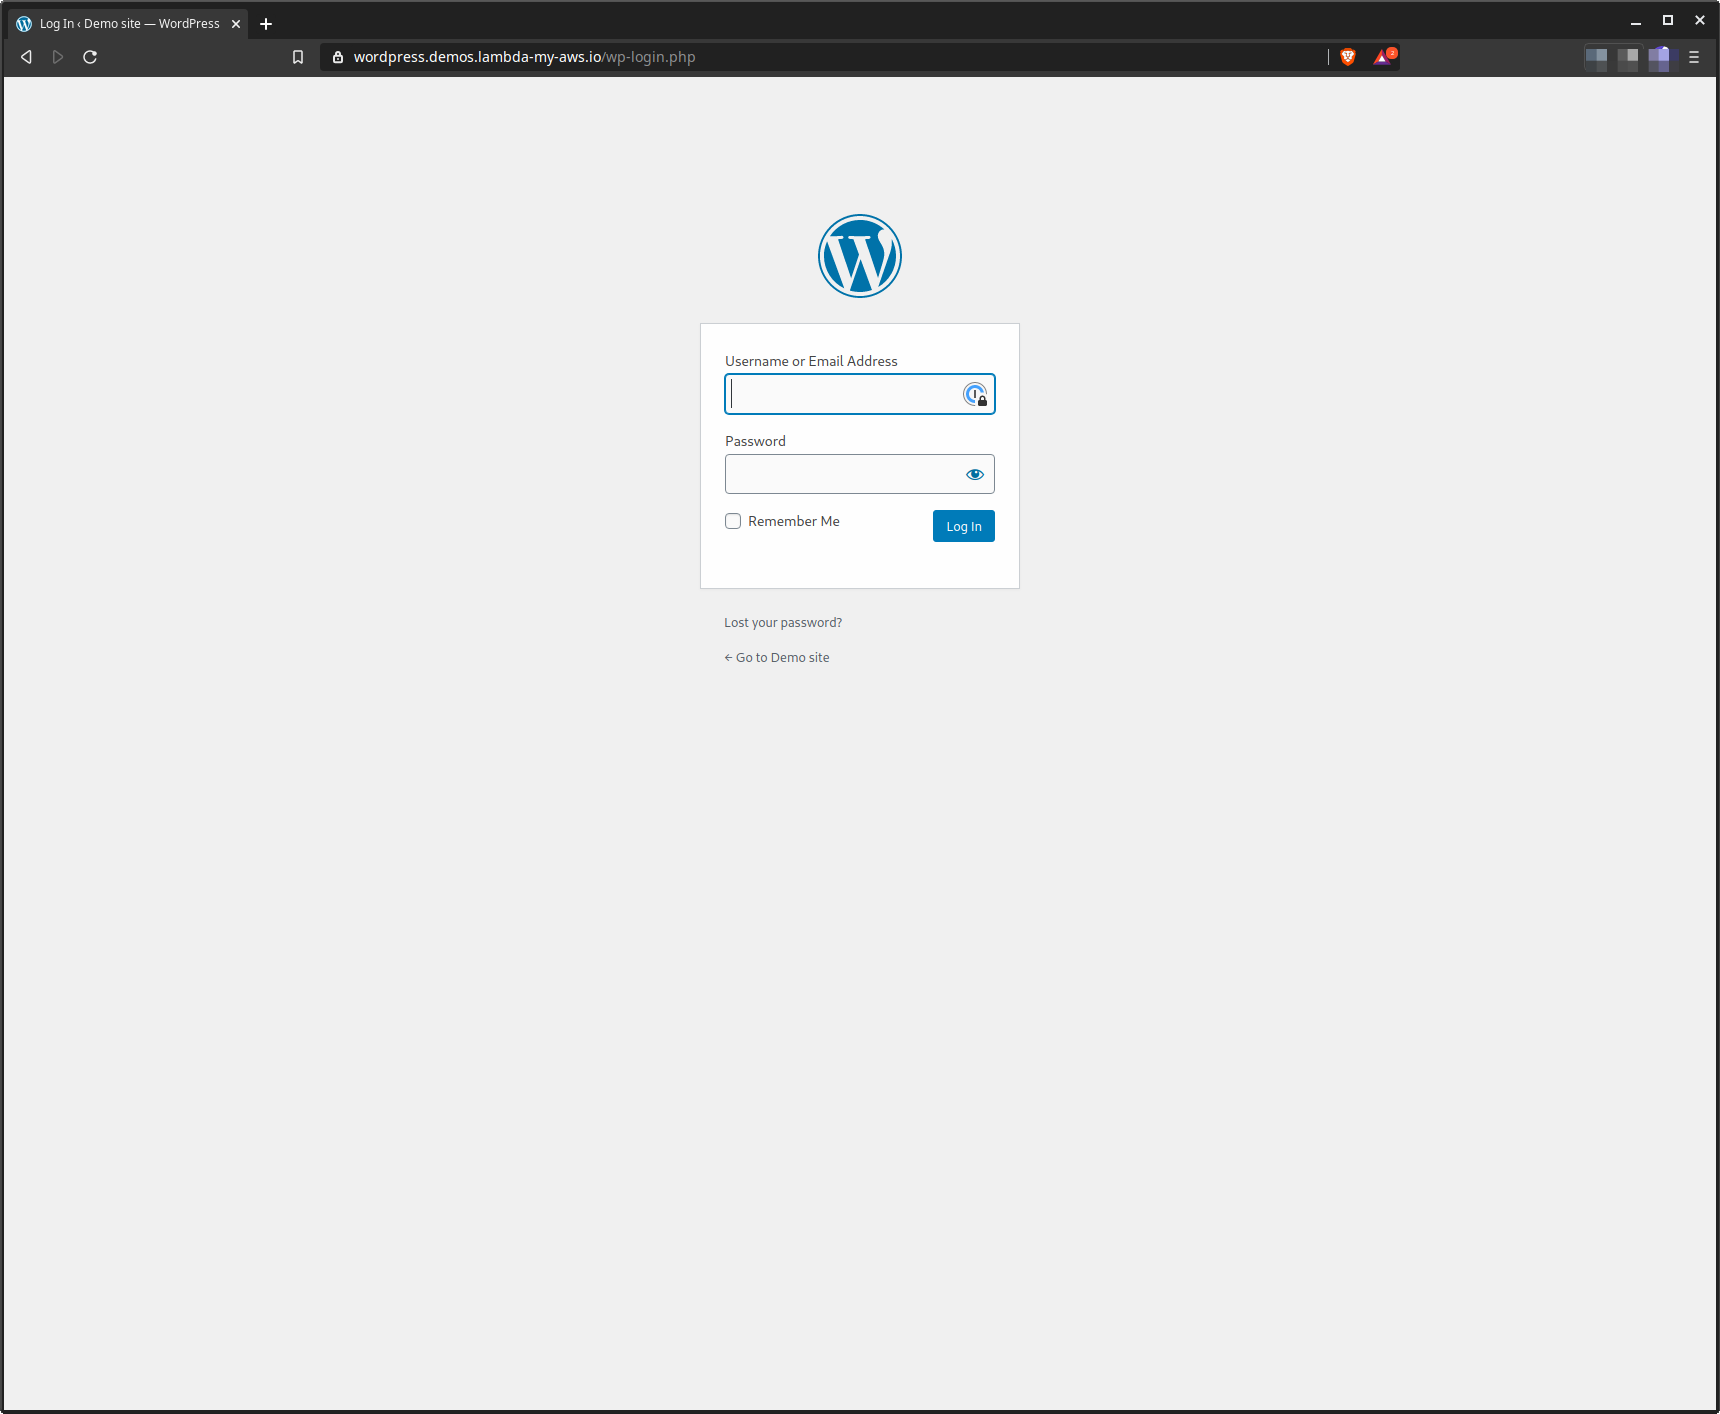 Log In ‹ Demo site — WordPress
wordpress.demos.lambda-my-aws.io/wp-login.php
2
Username or Email Address
Password
Remember Me
Log In
Lost your password?
← Go to Demo site